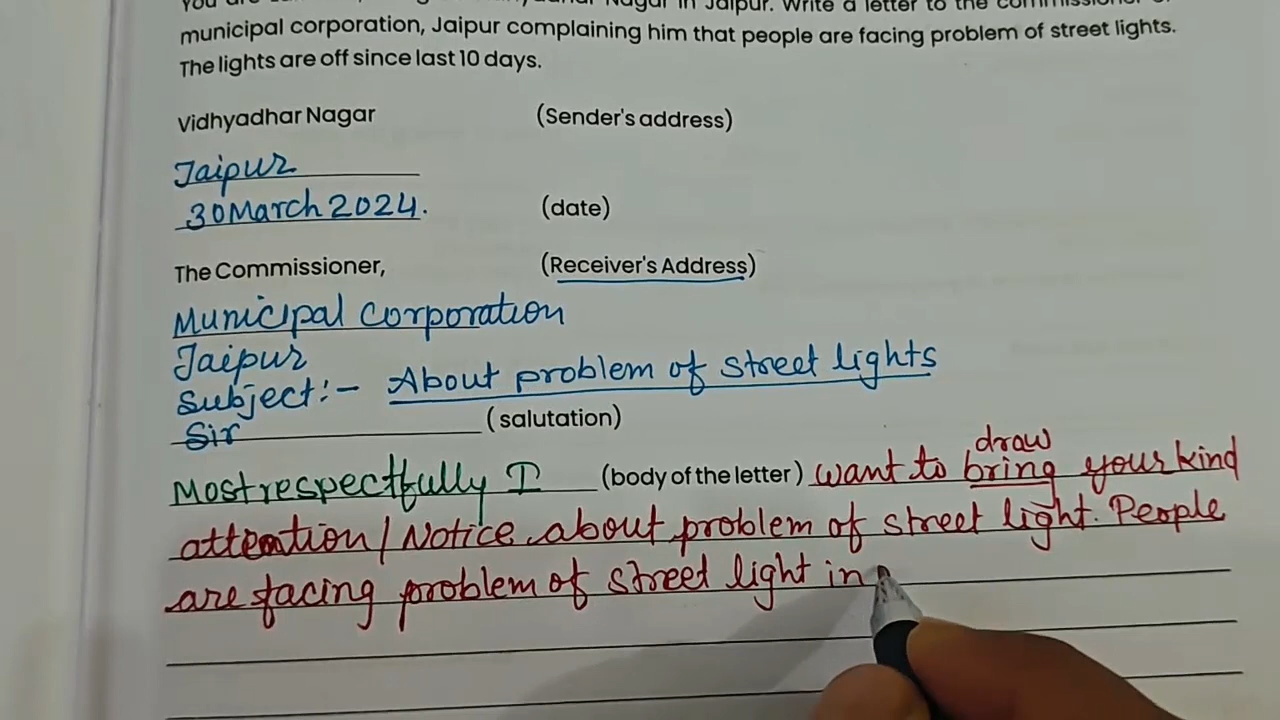 municipal corporation, Jaipur complaining him that people are facing problem of street lights.
The lights are off since last 10 days.
Vidhyadhar Nagar (Sender's address)
Jaipur
30 March 2024. (date)
The Commissioner, (Receiver's Address)
Municipal corporation
Jaipur
Subject:- About problem of street lights
Sir (salutation)
draw
Most respectfully I (body of the letter) want to bring your kind
attention/Notice about problem of street light. People
are facing problem of street light in